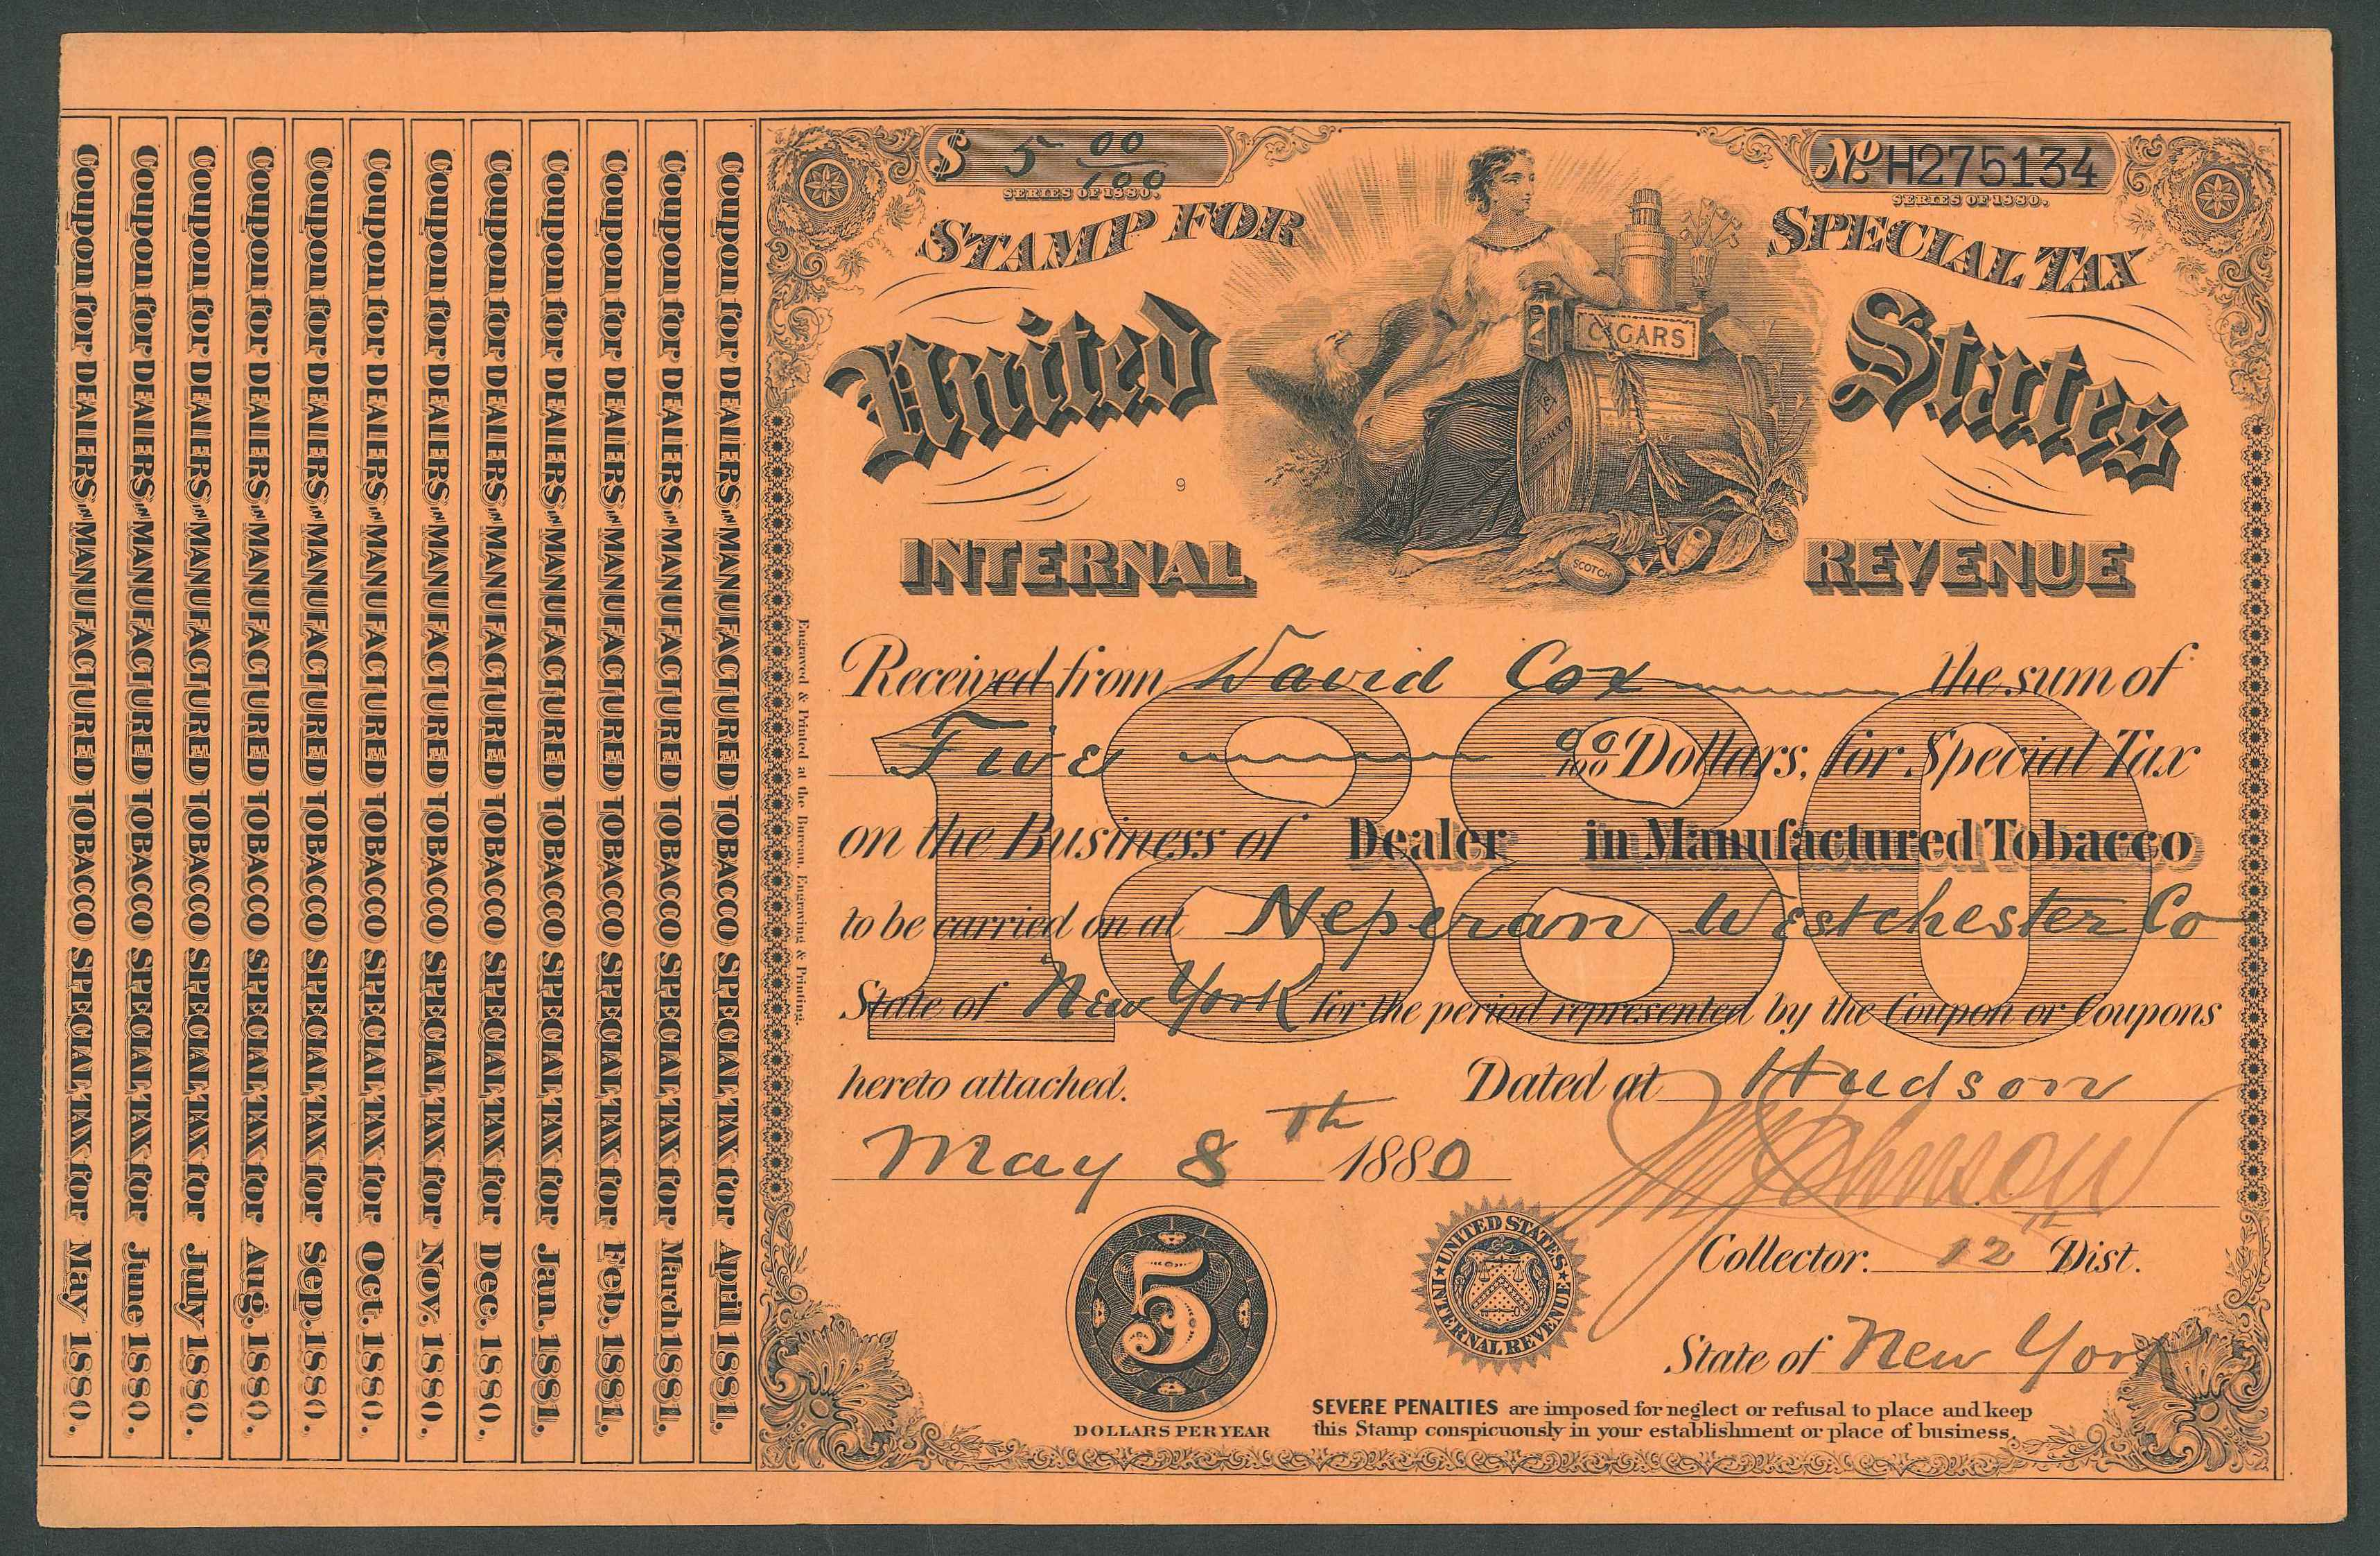 Coupon for DEALERS IN MANUFACTURED TOBACCO SPECIAL TAX for May 1880.
Coupon for DEALERS IN MANUFACTURED TOBACCO SPECIAL TAX for June 1880.
Coupon for DEALERS IN MANUFACTURED TOBACCO SPECIAL TAX for July 1880.
Coupon for DEALERS IN MANUFACTURED TOBACCO SPECIAL TAX for Aug. 1880.
Coupon for DEALERS IN MANUFACTURED TOBACCO SPECIAL TAX for Sep. 1880.
Coupon for DEALERS IN MANUFACTURED TOBACCO SPECIAL TAX for Oct. 1880.
Coupon for DEALERS IN MANUFACTURED TOBACCO SPECIAL TAX for Nov. 1880.
Coupon for DEALERS IN MANUFACTURED TOBACCO SPECIAL TAX for Dec. 1880.
Coupon for DEALERS IN MANUFACTURED TOBACCO SPECIAL TAX for Jan. 1881.
Coupon for DEALERS IN MANUFACTURED TOBACCO SPECIAL TAX for Feb. 1881.
Coupon for DEALERS IN MANUFACTURED TOBACCO SPECIAL TAX for March 1881.
Coupon for DEALERS IN MANUFACTURED TOBACCO SPECIAL TAX for April 1881.
Engraved & Printed at the Bureau, Engraving & Printing.
$ 5 00/100
SERIES OF 1880.
No. H275134
SERIES OF 1880.
STAMP FOR SPECIAL TAX
United States
CIGARS
TOBACCO
SCOTCH
9
INTERNAL REVENUE
1880
Received from David Cox the sum of
Five 00/100 Dollars, for Special Tax
on the Business of Dealer in Manufactured Tobacco
to be carried on at Neperan Westchester Co
State of New York for the period represented by the Coupon or Coupons
hereto attached. Dated at Hudson
May 8th 1880
Johnson
Collector. 12th Dist.
State of New York
5
DOLLARS PER YEAR
UNITED STATES INTERNAL REVENUE
SEVERE PENALTIES are imposed for neglect or refusal to place and keep
this Stamp conspicuously in your establishment or place of business.